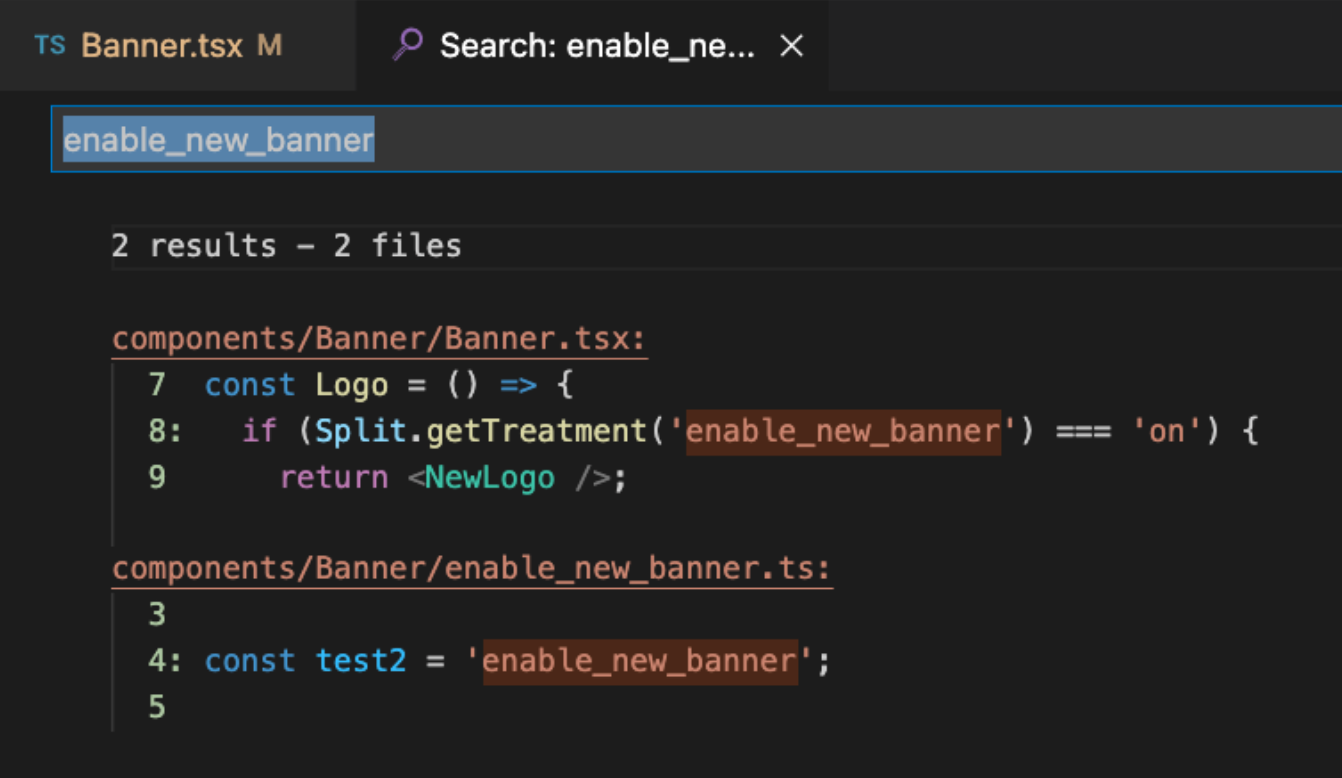 TS Banner.tsx M Search: enable_ne... ×
enable_new_banner
2 results - 2 files
components/Banner/Banner.tsx:
7 const Logo = () => {
8: if (Split.getTreatment('enable_new_banner') === 'on') {
9 return <NewLogo />;
components/Banner/enable_new_banner.ts:
3
4: const test2 = 'enable_new_banner';
5